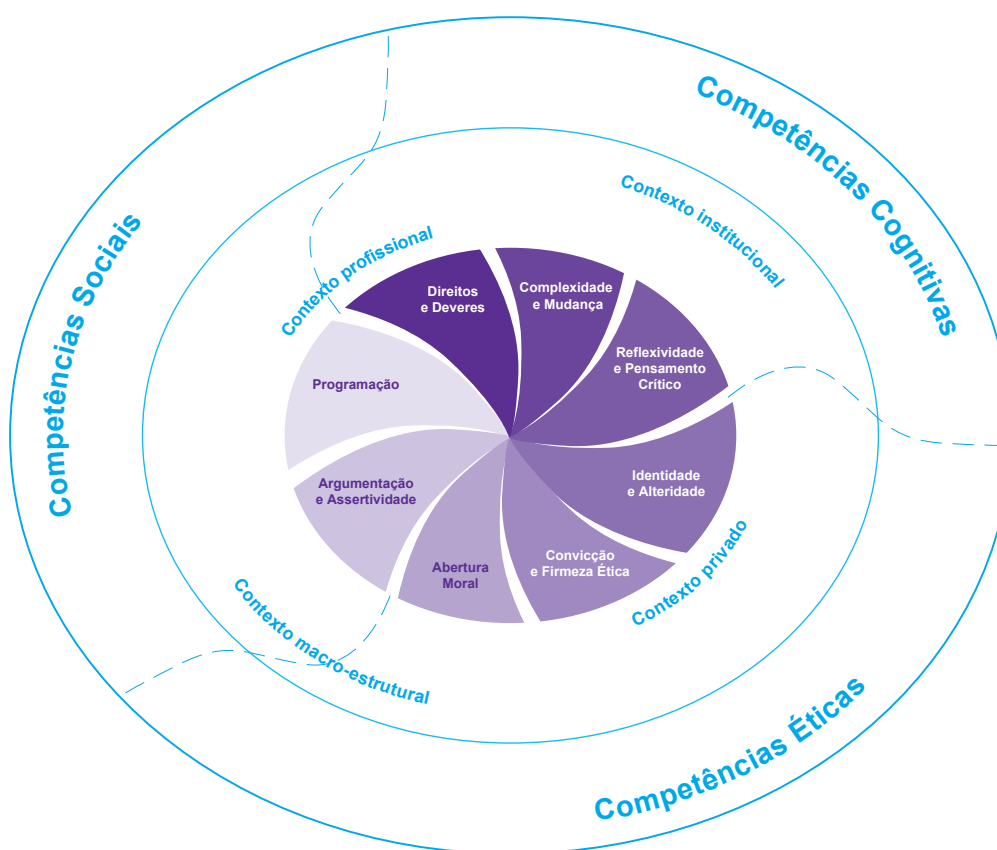 Competências Cognitivas
Competências Sociais
Competências Éticas
Contexto institucional
Contexto profissional
Contexto privado
Contexto macro-estrutural
Direitos
e Deveres
Complexidade
e Mudança
Reflexividade
e Pensamento
Crítico
Identidade
e Alteridade
Convicção
e Firmeza Ética
Abertura
Moral
Argumentação
e Assertividade
Programação